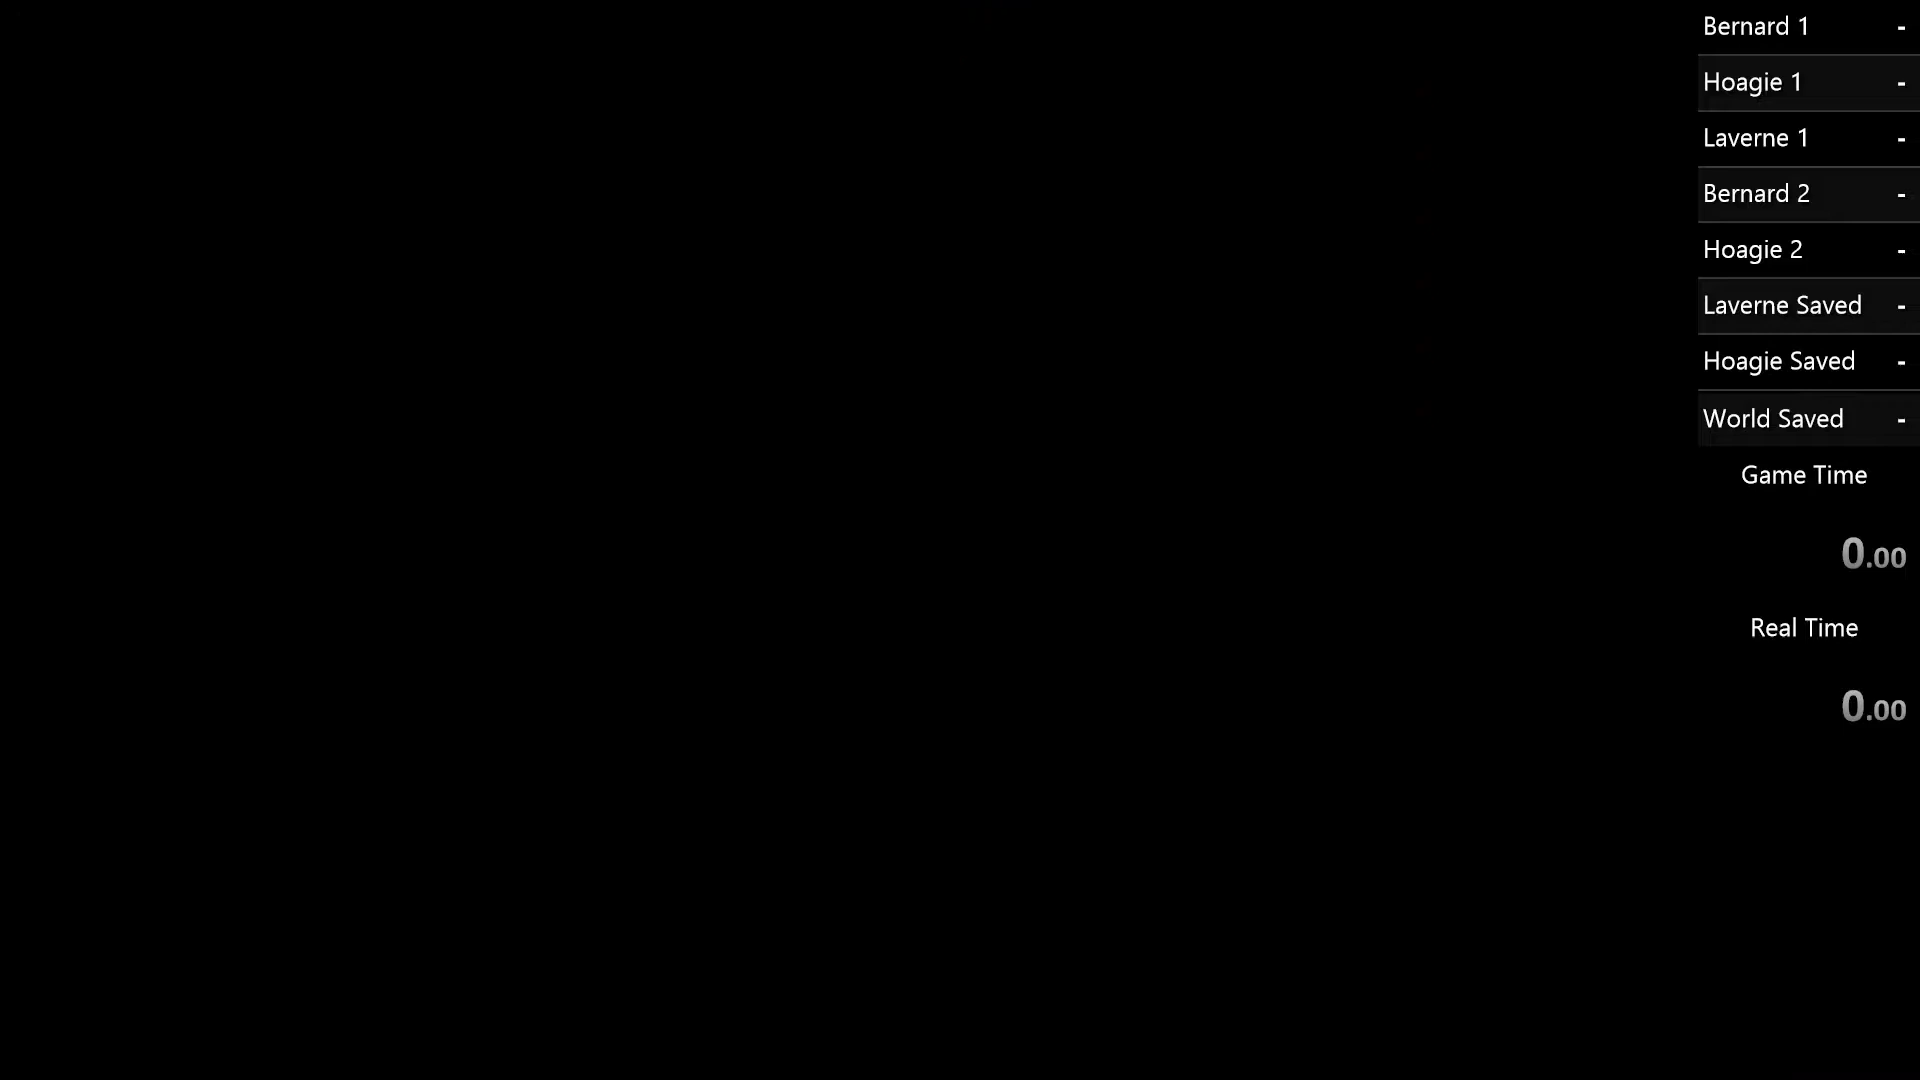 Bernard 1 -
Hoagie 1 -
Laverne 1 -
Bernard 2 -
Hoagie 2 -
Laverne Saved -
Hoagie Saved -
World Saved -
Game Time
0.00
Real Time
0.00